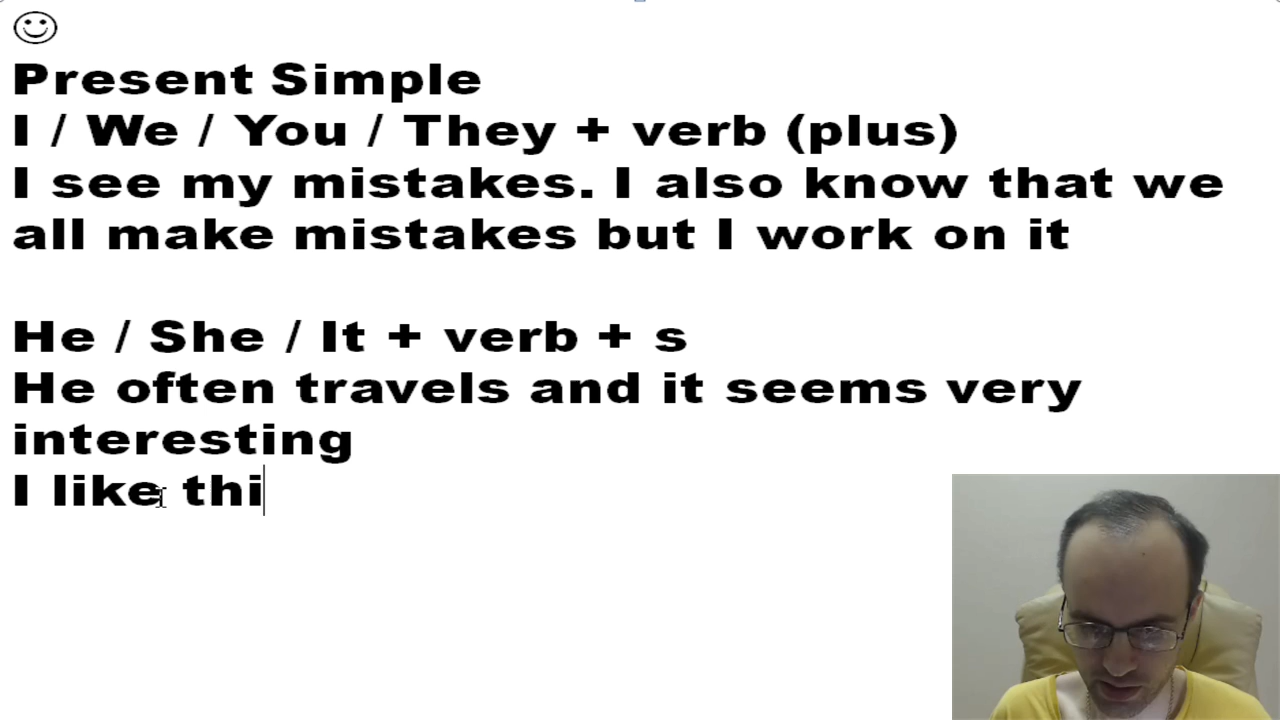 Present Simple
I / We / You / They + verb (plus)
I see my mistakes. I also know that we
all make mistakes but I work on it
He / She / It + verb + s
He often travels and it seems very
interesting
I like thi